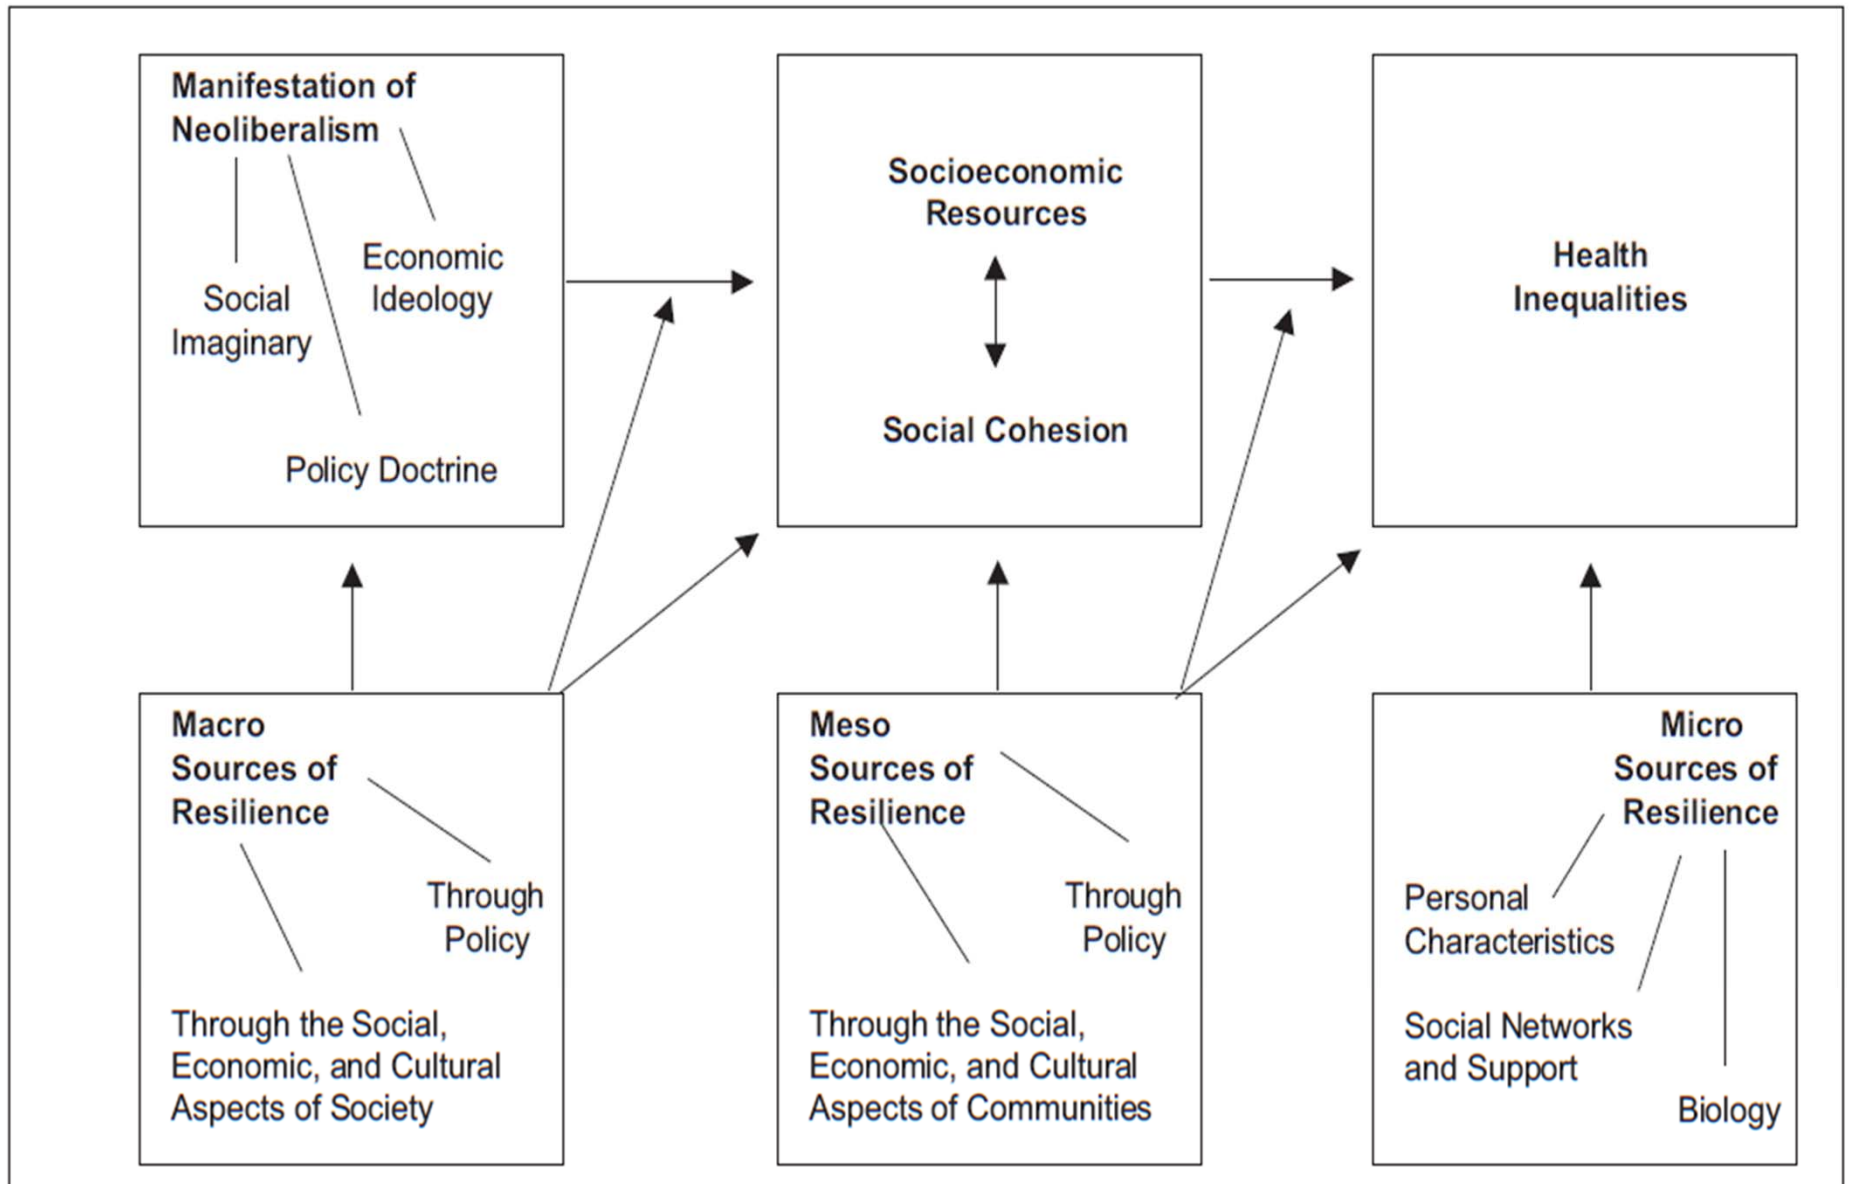 Manifestation of
Neoliberalism
Economic
Ideology
Social
Imaginary
Policy Doctrine
Socioeconomic
Resources
Social Cohesion
Health
Inequalities
Macro
Sources of
Resilience
Through
Policy
Through the Social,
Economic, and Cultural
Aspects of Society
Meso
Sources of
Resilience
Through
Policy
Through the Social,
Economic, and Cultural
Aspects of Communities
Micro
Sources of
Resilience
Personal
Characteristics
Social Networks
and Support
Biology